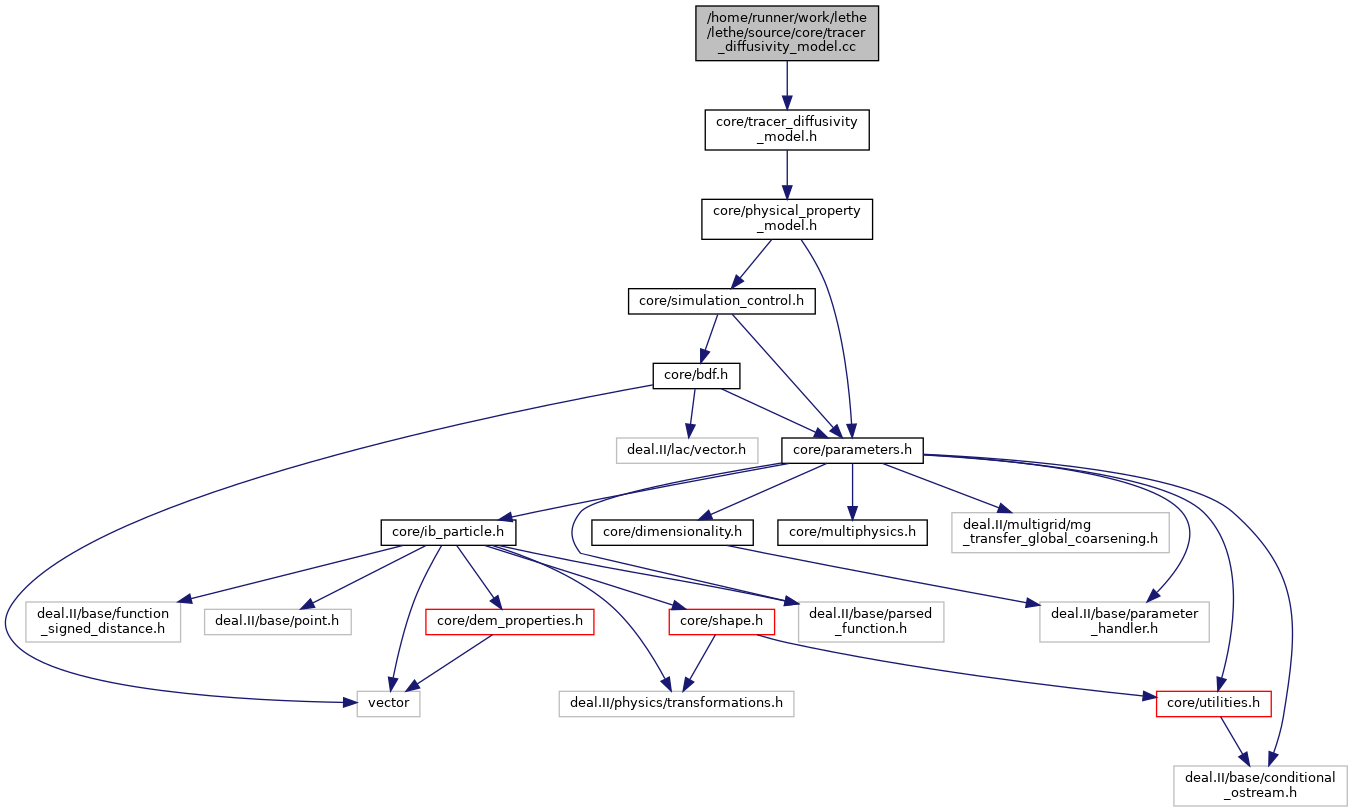 /home/runner/work/lethe
/lethe/source/core/tracer
_diffusivity_model.cc
core/tracer_diffusivity
_model.h
core/physical_property
_model.h
core/simulation_control.h
core/bdf.h
deal.II/lac/vector.h
core/parameters.h
core/ib_particle.h
core/dimensionality.h
core/multiphysics.h
deal.II/multigrid/mg
_transfer_global_coarsening.h
deal.II/base/function
_signed_distance.h
deal.II/base/point.h
core/dem_properties.h
core/shape.h
deal.II/base/parsed
_function.h
deal.II/base/parameter
_handler.h
vector
deal.II/physics/transformations.h
core/utilities.h
deal.II/base/conditional
_ostream.h